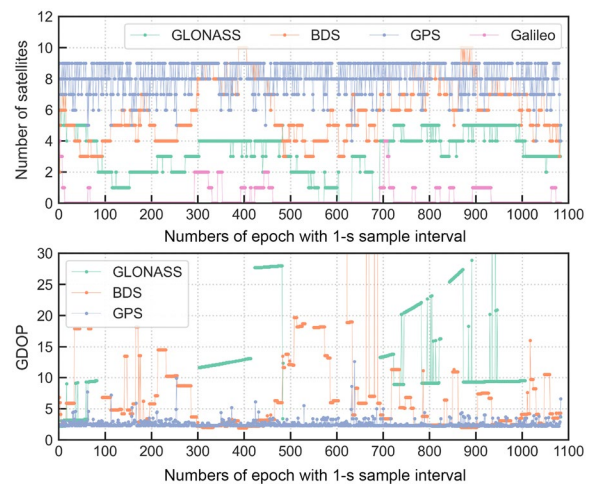 12
10
8
6
4
2
0
Number of satellites
GLONASS BDS GPS Galileo
0 100 200 300 400 500 600 700 800 900 1000 1100
Numbers of epoch with 1-s sample interval
30
25
20
15
10
5
0
GDOP
GLONASS
BDS
GPS
0 100 200 300 400 500 600 700 800 900 1000 1100
Numbers of epoch with 1-s sample interval